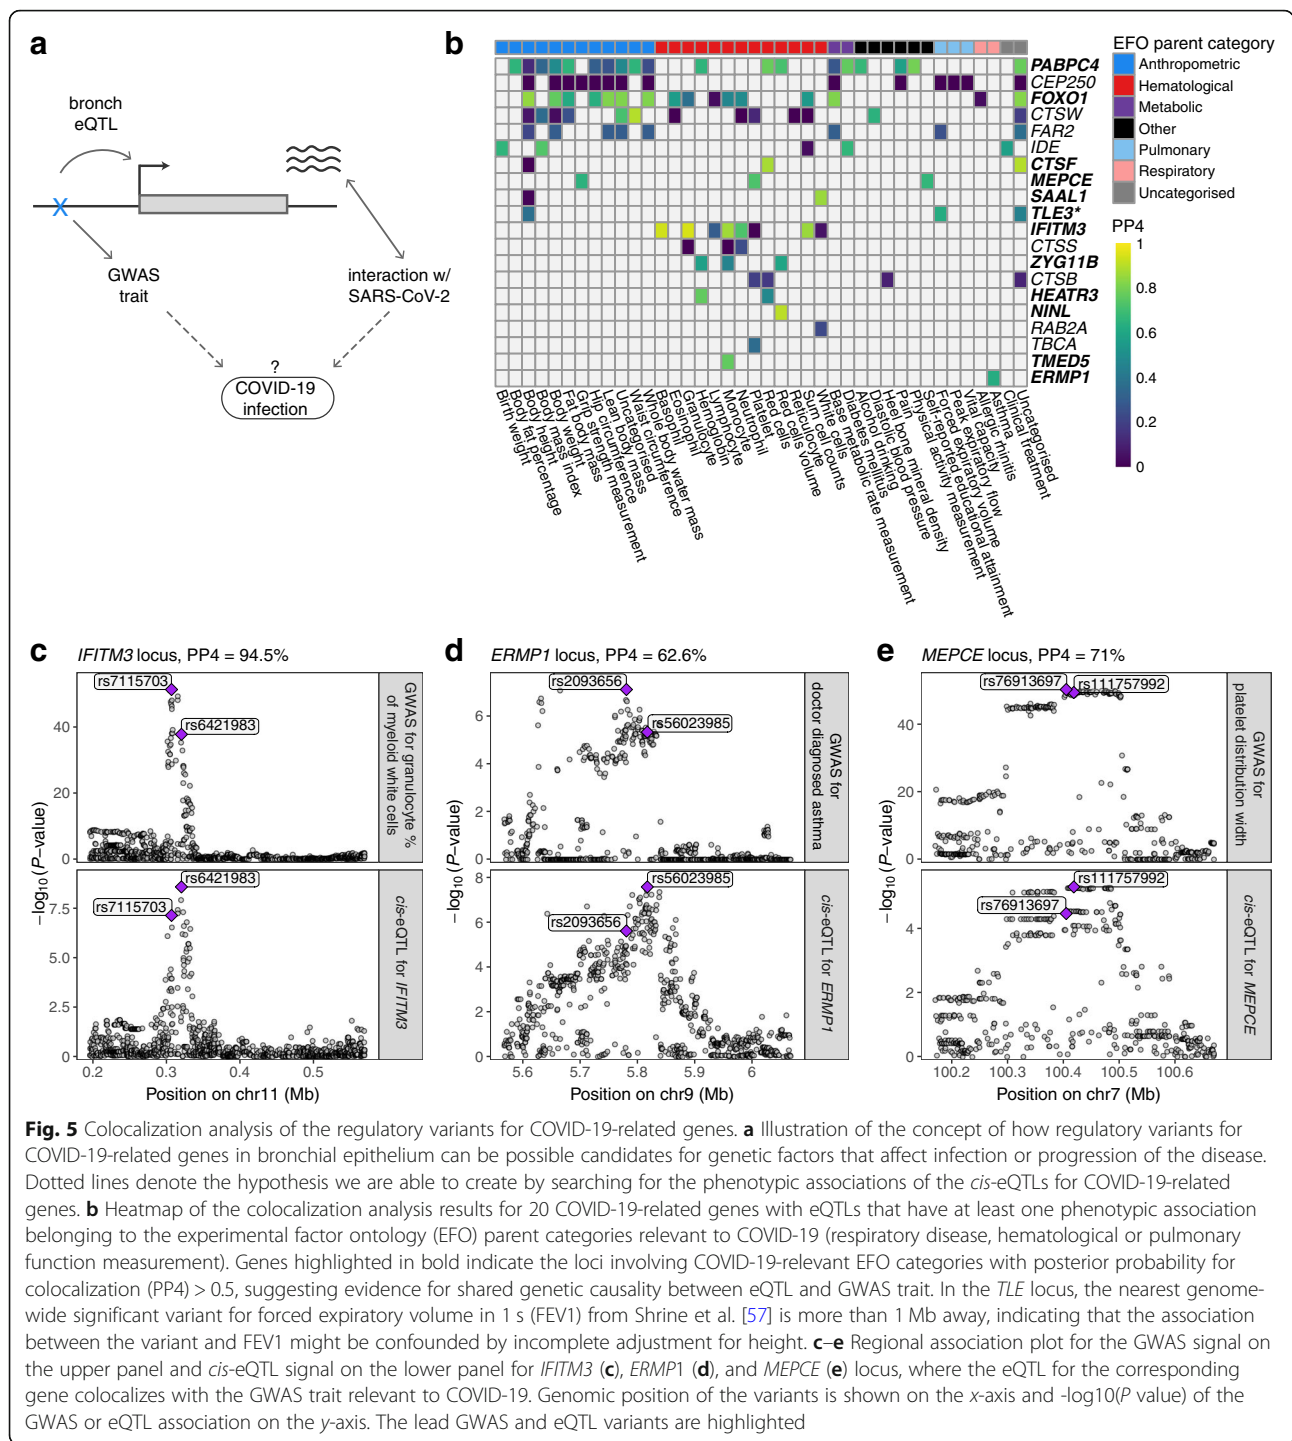 a
bronch
eQTL
GWAS
trait
interaction w/
SARS-CoV-2
?
COVID-19
infection
b
EFO parent category
Anthropometric
Hematological
Metabolic
Other
Pulmonary
Respiratory
Uncategorised
PP4
1
0.8
0.6
0.4
0.2
0
PABPC4
CEP250
FOXO1
CTSW
FAR2
IDE
CTSF
MEPCE
SAAL1
TLE3*
IFITM3
CTSS
ZYG11B
CTSB
HEATR3
NINL
RAB2A
TBCA
TMED5
ERMP1
Birth weight
Body fat percentage
Body height
Body mass index
Body weight
Fat body mass
Grip strength measurement
Hip circumference
Lean body mass
Uncategorised
Waist circumference
Whole body water mass
Basophil
Eosinophil
Granulocyte
Hemoglobin
Lymphocyte
Monocyte
Neutrophil
Platelet
Red cells
Red cells volume
Reticulocyte
Sum cell counts
White cells
Base metabolic rate measurement
Diabetes mellitus
Alcohol drinking
Diastolic blood pressure
Heel bone mineral density
Pain
Physical activity measurement
Self-reported educational attainment
Forced expiratory volume
Peak expiratory flow
Vital capacity
Allergic rhinitis
Asthma
Clinical treatment
Uncategorised
c
IFITM3 locus, PP4 = 94.5%
rs7115703
rs6421983
GWAS for granulocyte %
of myeloid white cells
40
20
0
−log10 (P−value)
rs6421983
rs7115703
cis-eQTL for IFITM3
7.5
5.0
2.5
0
0.2 0.3 0.4 0.5
Position on chr11 (Mb)
d
ERMP1 locus, PP4 = 62.6%
rs2093656
rs56023985
GWAS for
doctor diagnosed asthma
6
4
2
0
−log10 (P−value)
rs56023985
rs2093656
cis-eQTL for ERMP1
8
6
4
2
0
5.6 5.7 5.8 5.9 6
Position on chr9 (Mb)
e
MEPCE locus, PP4 = 71%
rs76913697
rs111757992
GWAS for
platelet distribution width
40
20
0
−log10 (P−value)
rs111757992
rs76913697
cis-eQTL for MEPCE
4
2
0
100.2 100.3 100.4 100.5 100.6
Position on chr7 (Mb)
Fig. 5 Colocalization analysis of the regulatory variants for COVID-19-related genes. a Illustration of the concept of how regulatory variants for
COVID-19-related genes in bronchial epithelium can be possible candidates for genetic factors that affect infection or progression of the disease.
Dotted lines denote the hypothesis we are able to create by searching for the phenotypic associations of the cis-eQTLs for COVID-19-related
genes. b Heatmap of the colocalization analysis results for 20 COVID-19-related genes with eQTLs that have at least one phenotypic association
belonging to the experimental factor ontology (EFO) parent categories relevant to COVID-19 (respiratory disease, hematological or pulmonary
function measurement). Genes highlighted in bold indicate the loci involving COVID-19-relevant EFO categories with posterior probability for
colocalization (PP4) > 0.5, suggesting evidence for shared genetic causality between eQTL and GWAS trait. In the TLE locus, the nearest genome-
wide significant variant for forced expiratory volume in 1 s (FEV1) from Shrine et al. [57] is more than 1 Mb away, indicating that the association
between the variant and FEV1 might be confounded by incomplete adjustment for height. c–e Regional association plot for the GWAS signal on
the upper panel and cis-eQTL signal on the lower panel for IFITM3 (c), ERMP1 (d), and MEPCE (e) locus, where the eQTL for the corresponding
gene colocalizes with the GWAS trait relevant to COVID-19. Genomic position of the variants is shown on the x-axis and -log10(P value) of the
GWAS or eQTL association on the y-axis. The lead GWAS and eQTL variants are highlighted